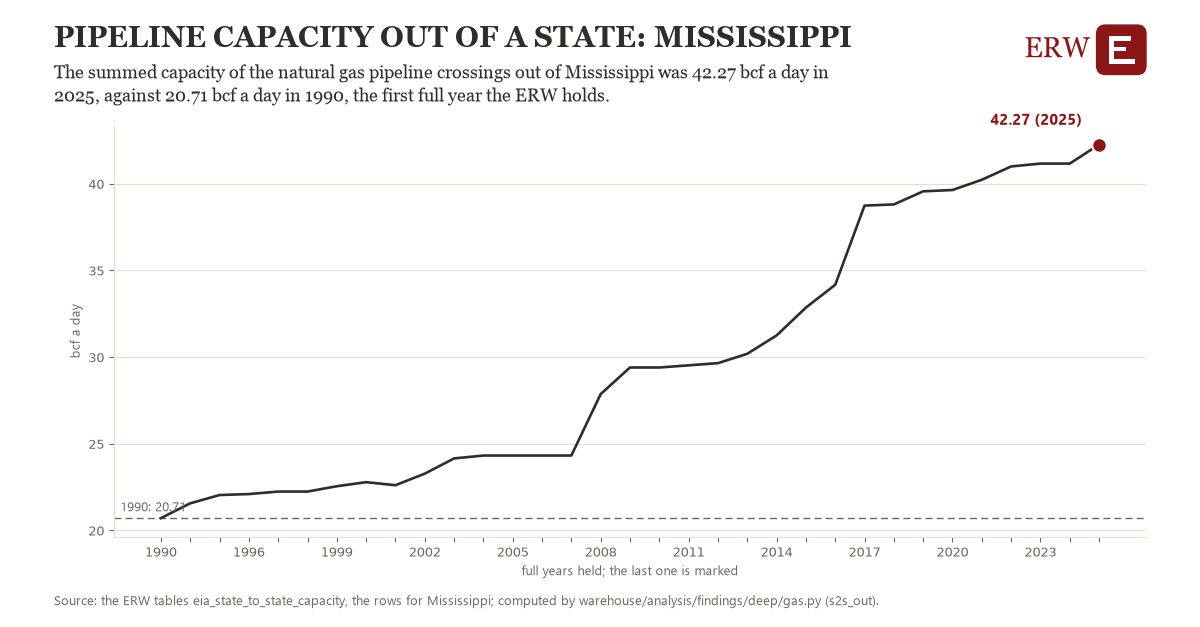 PIPELINE CAPACITY OUT OF A STATE: MISSISSIPPI
ERW E
The summed capacity of the natural gas pipeline crossings out of Mississippi was 42.27 bcf a day in
2025, against 20.71 bcf a day in 1990, the first full year the ERW holds.
42.27 (2025)
40
35
30
25
20
bcf a day
1990: 20.71
1990 1996 1999 2002 2005 2008 2011 2014 2017 2020 2023
full years held; the last one is marked
Source: the ERW tables eia_state_to_state_capacity, the rows for Mississippi; computed by warehouse/analysis/findings/deep/gas.py (s2s_out).